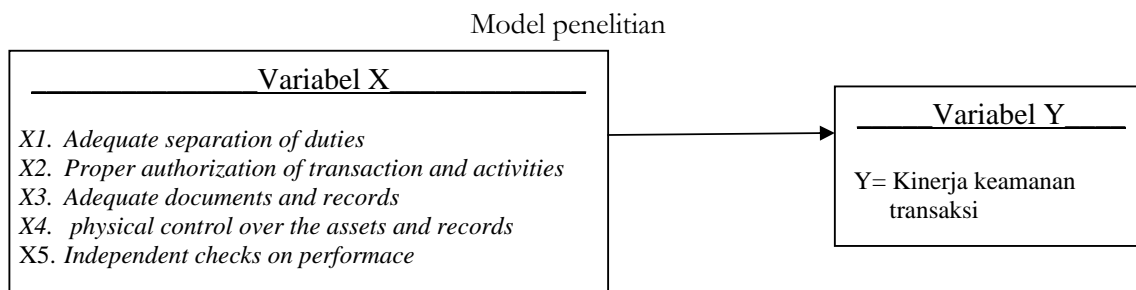 Model penelitian
Variabel X
X1. Adequate separation of duties
X2. Proper authorization of transaction and activities
X3. Adequate documents and records
X4. physical control over the assets and records
X5. Independent checks on performace
Variabel Y
Y= Kinerja keamanan
transaksi